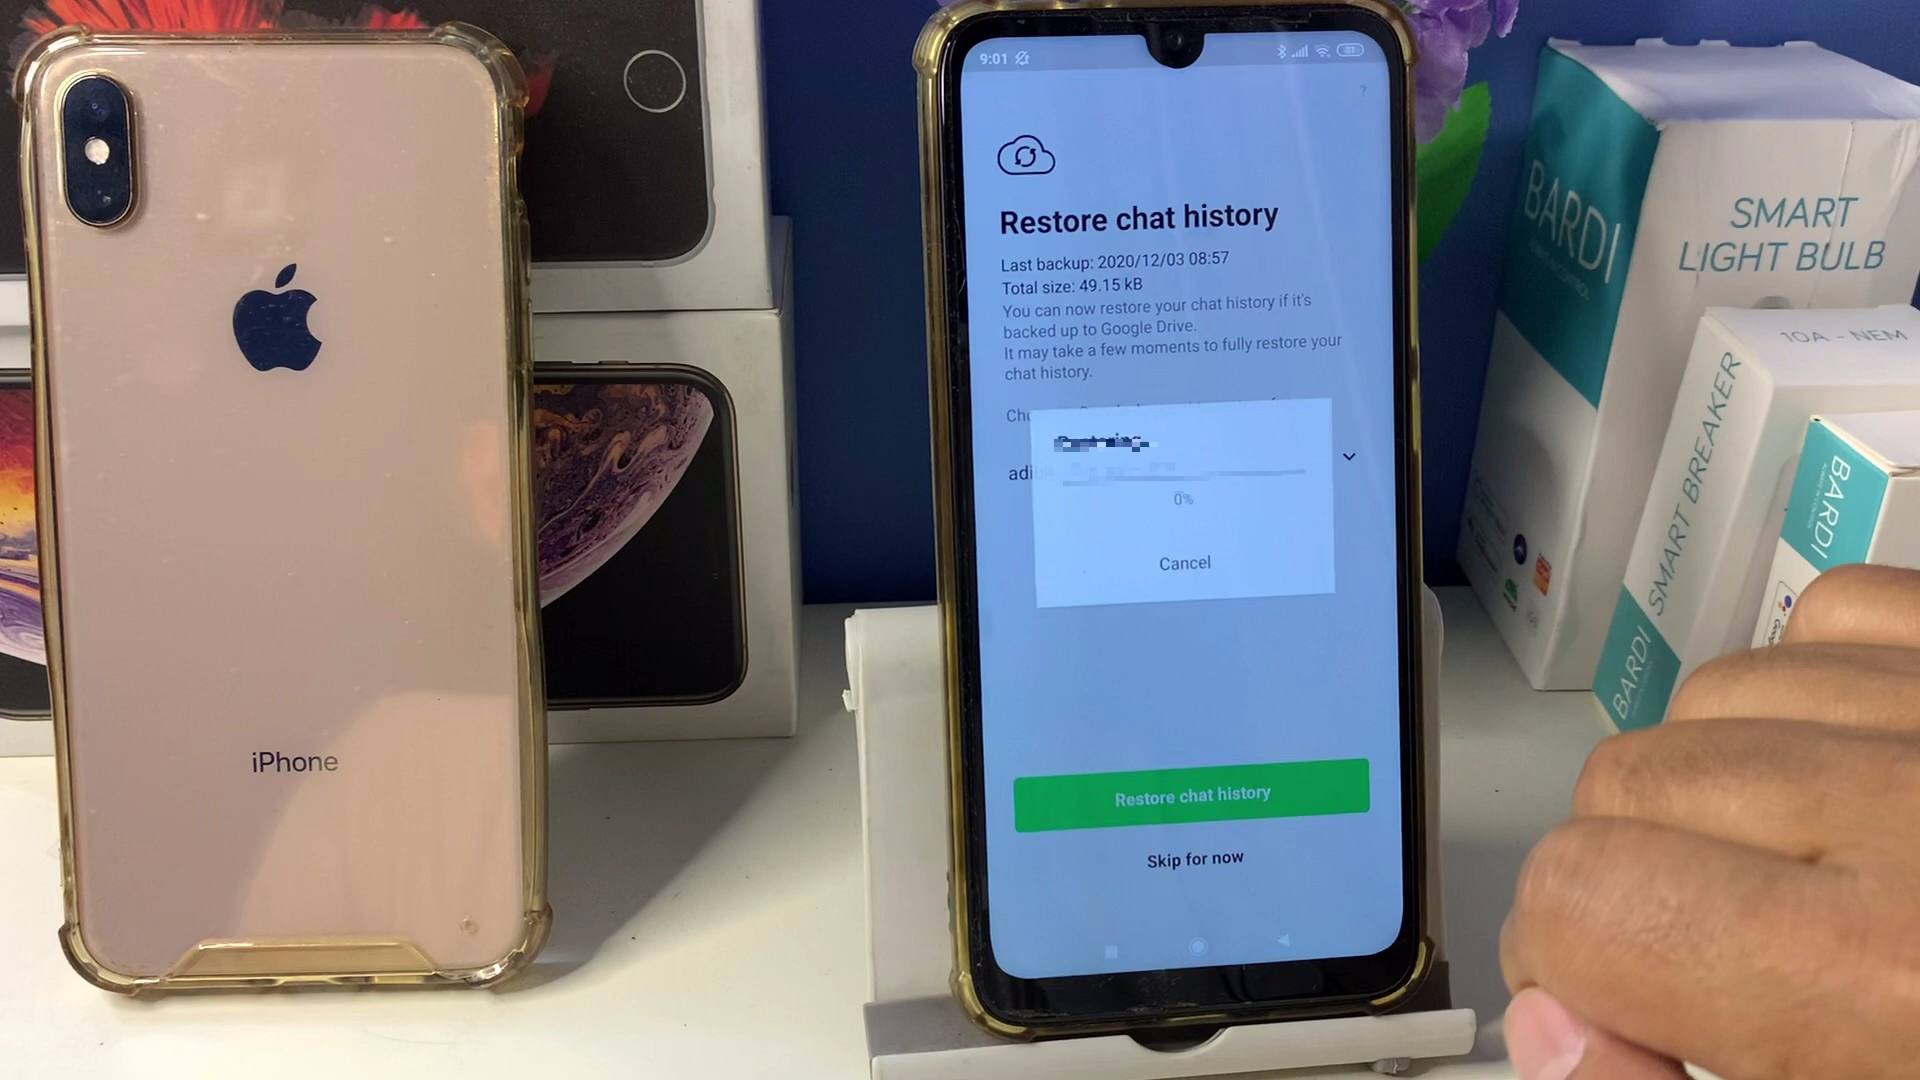 iPhone
9:01
81
?
Restore chat history
Last backup: 2020/12/03 08:57
Total size: 49.15 kB
You can now restore your chat history if it's
backed up to Google Drive.
It may take a few moments to fully restore your
chat history.
adi
0%
Cancel
Restore chat history
Skip for now
BARDI
SMART
LIGHT BULB
10A - NEM
SMART BREAKER
BARDI
BARDI